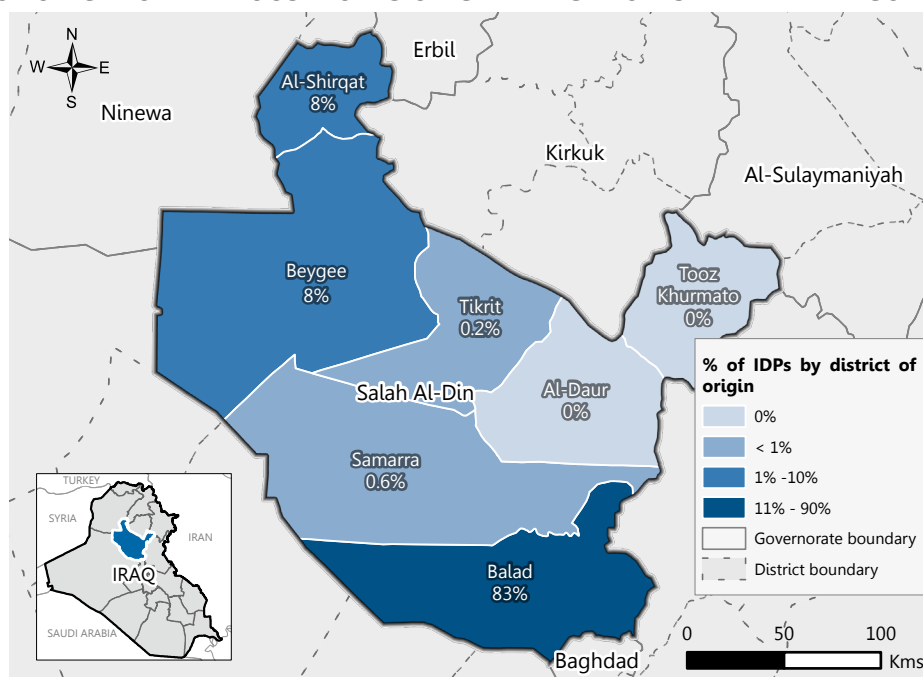 N
W E
S
Erbil
Al-Shirqat
8%
Ninewa
Kirkuk
Al-Sulaymaniyah
Beygee
8%
Tooz
Khurmato
0%
Tikrit
0.2%
% of IDPs by district of
origin
0%
< 1%
1% -10%
11% - 90%
Governorate boundary
District boundary
Salah Al-Din
Al-Daur
0%
Samarra
0.6%
TURKEY
SYRIA
IRAN
IRAQ
SAUDI ARABIA
Balad
83%
Baghdad
0 50 100
Kms